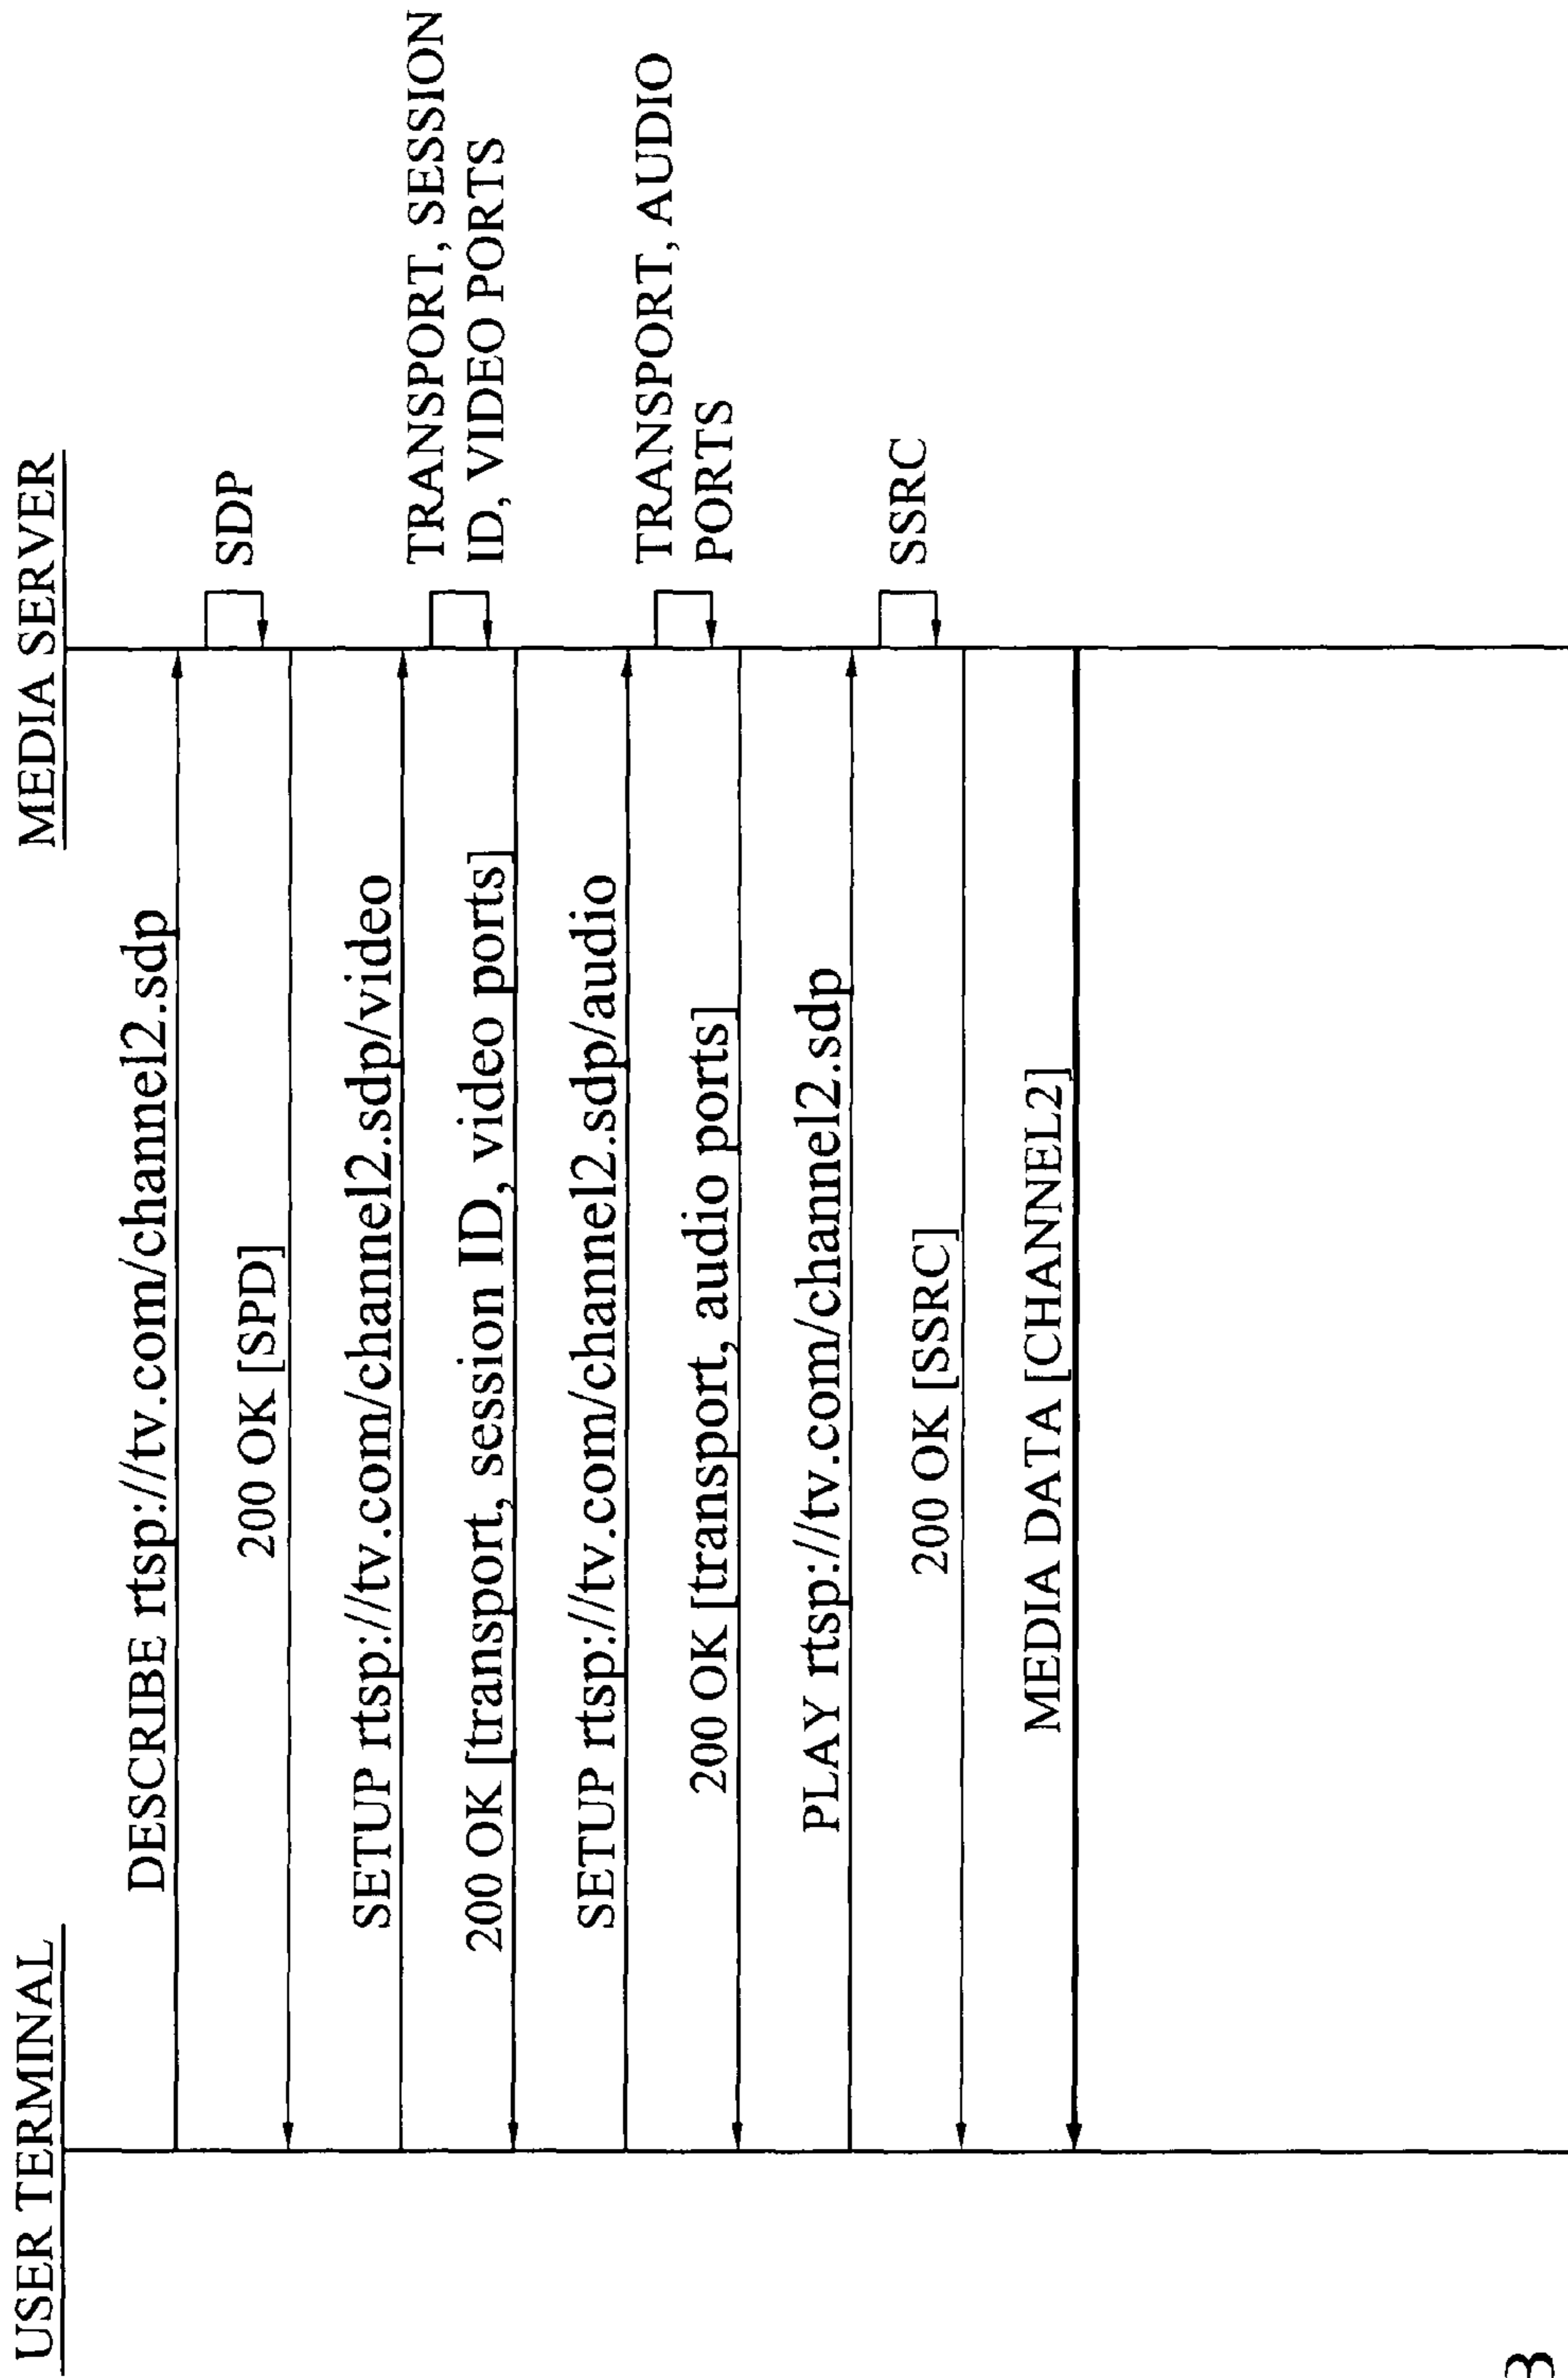 USER TERMINAL
MEDIA SERVER
DESCRIBE rtsp://tv.com/channel2.sdp
SDP
200 OK [SPD]
SETUP rtsp://tv.com/channel2.sdp/video
TRANSPORT, SESSION
ID, VIDEO PORTS
200 OK [transport, session ID, video ports]
SETUP rtsp://tv.com/channel2.sdp/audio
TRANSPORT, AUDIO
PORTS
200 OK [transport, audio ports]
PLAY rtsp://tv.com/channel2.sdp
SSRC
200 OK [SSRC]
MEDIA DATA [CHANNEL2]
3